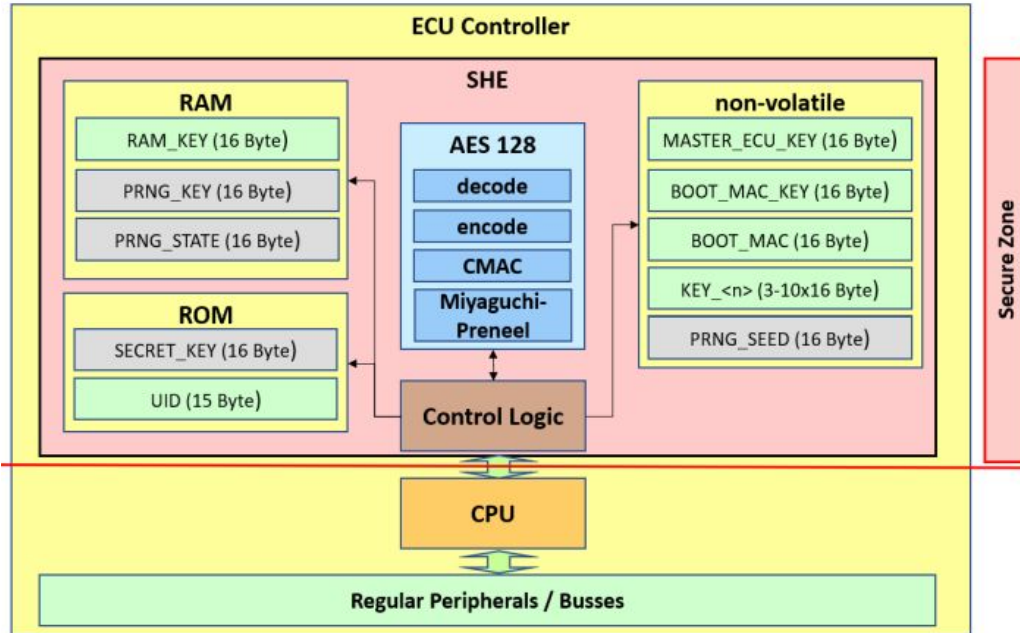 ECU Controller
SHE
RAM
RAM_KEY (16 Byte)
PRNG_KEY (16 Byte)
PRNG_STATE (16 Byte)
ROM
SECRET_KEY (16 Byte)
UID (15 Byte)
AES 128
decode
encode
CMAC
Miyaguchi-
Preneel
Control Logic
non-volatile
MASTER_ECU_KEY (16 Byte)
BOOT_MAC_KEY (16 Byte)
BOOT_MAC (16 Byte)
KEY_<n> (3-10x16 Byte)
PRNG_SEED (16 Byte)
Secure Zone
CPU
Regular Peripherals / Busses